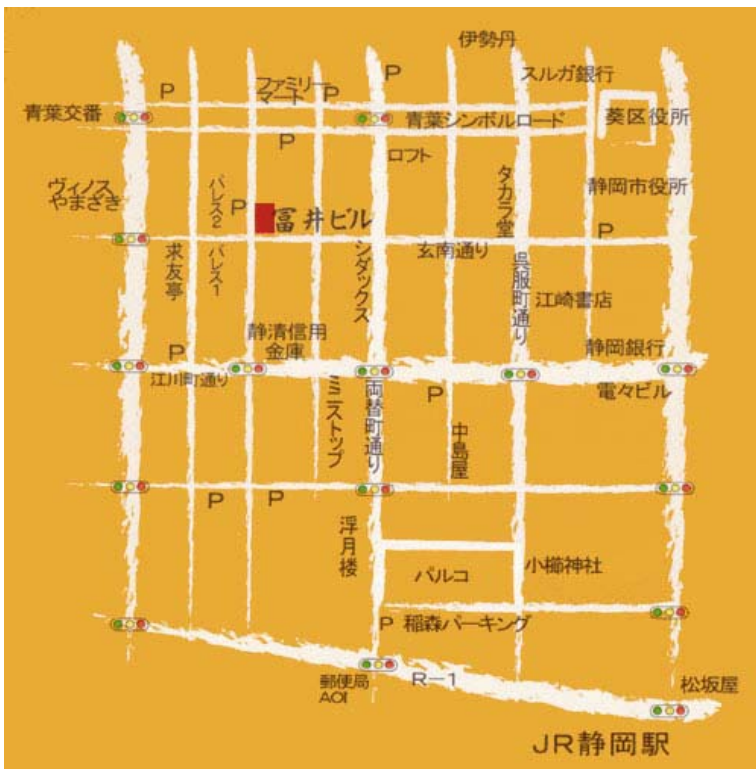 伊勢丹
P
P
ファミリー
マート
P
スルガ銀行
青葉交番
青葉シンボルロード
葵区役所
P
ロフト
ヴィノス
やまざき
パレス2
P
冨井ビル
タカラ堂
静岡市役所
P
求友亭
パレス1
シダックス
玄南通り
呉服町通り
江崎書店
静清信用
金庫
静岡銀行
P
江川町通り
ミニストップ
両替町通り
P
中島屋
電々ビル
P
P
浮月楼
パルコ
小櫛神社
P
稲森パーキング
郵便局
AOI
R-1
松坂屋
JR静岡駅